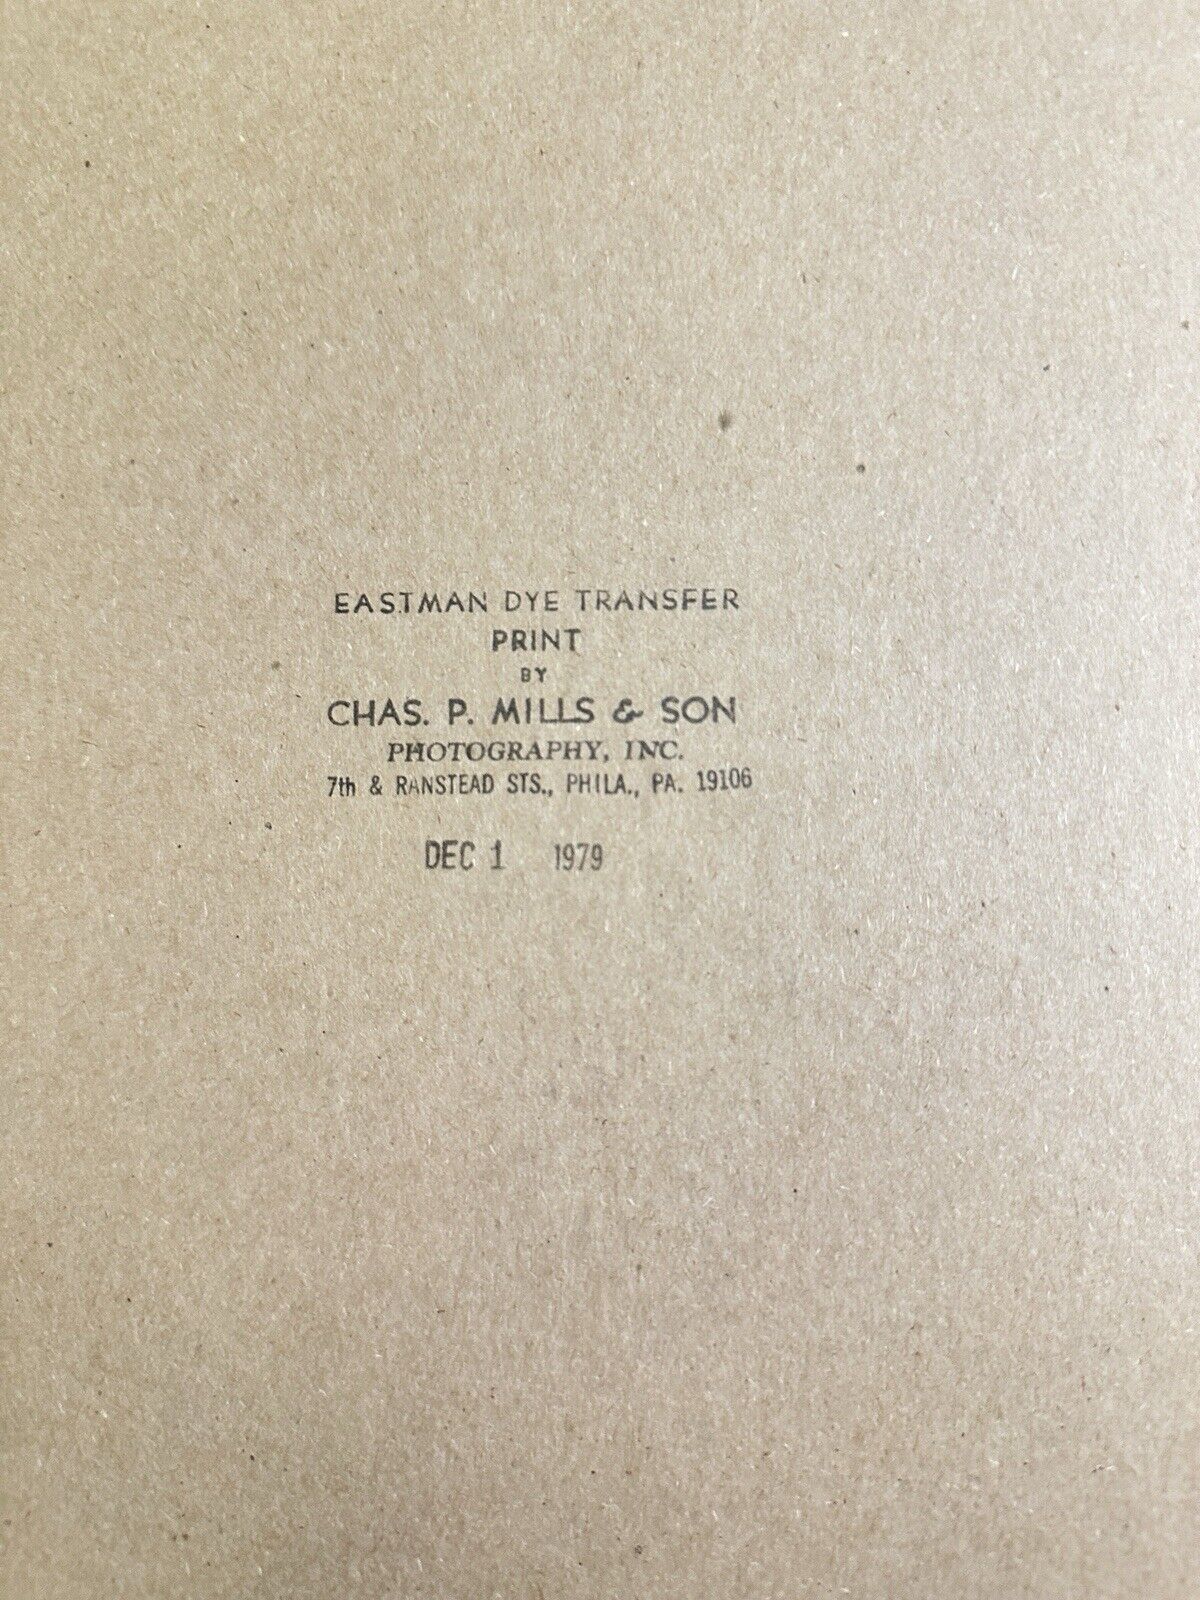 EASTMAN DYE TRANSFER
PRINT
BY
CHAS. P. MILLS & SON
PHOTOGRAPHY, INC.
7th & RANSTEAD STS., PHILA., PA. 19106
DEC 1 1979